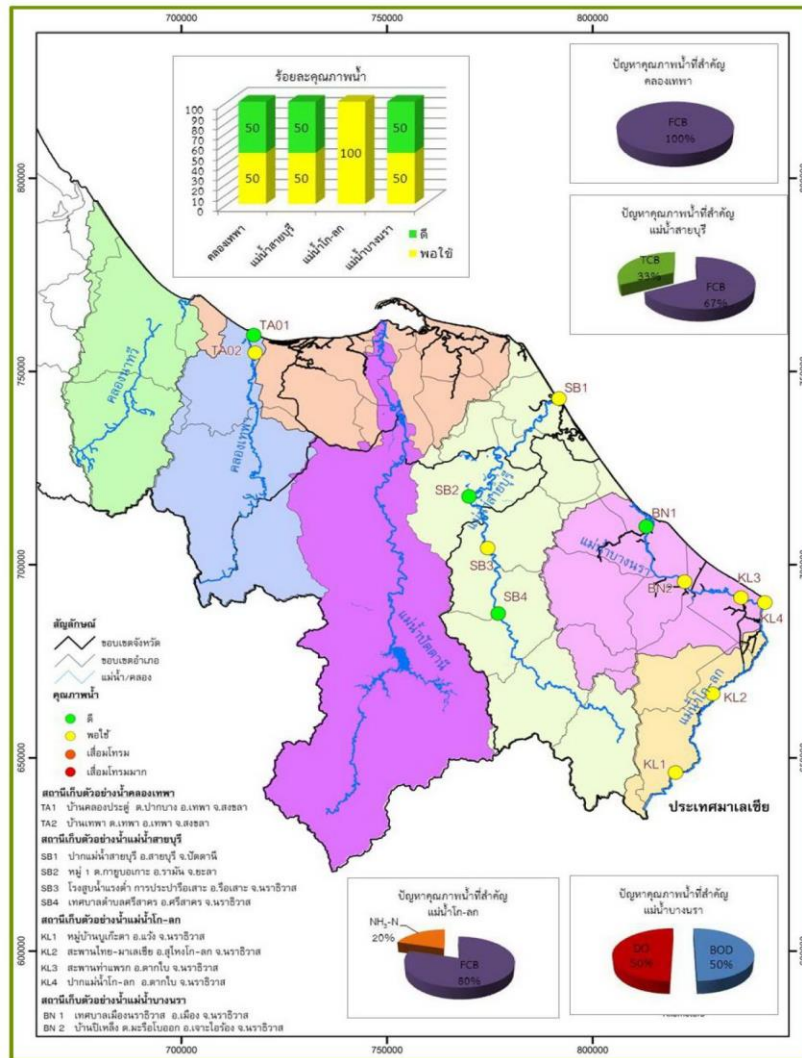 700000
750000
800000
ร้อยละคุณภาพน้ำ
100
90
80
70
60
50
40
30
20
10
0
50
50
100
50
50
50
50
คลองเทพา
แม่น้ำสายบุรี
แม่น้ำโก-ลก
แม่น้ำบางนรา
ดี
พอใช้
ปัญหาคุณภาพน้ำที่สำคัญ
คลองเทพา
FCB
100%
ปัญหาคุณภาพน้ำที่สำคัญ
แม่น้ำสายบุรี
TCB
33%
FCB
67%
800000
750000
700000
650000
600000
TA01
TA02
SB1
SB2
SB3
SB4
BN1
BN2
KL3
KL4
KL2
KL1
คลองนาทวี
คลองเทพา
แม่น้ำปัตตานี
แม่น้ำสายบุรี
แม่น้ำบางนรา
แม่น้ำโก-ลก
ประเทศมาเลเซีย
สัญลักษณ์
ขอบเขตจังหวัด
ขอบเขตอำเภอ
แม่น้ำ/คลอง
คุณภาพน้ำ
ดี
พอใช้
เสื่อมโทรม
เสื่อมโทรมมาก
สถานีเก็บตัวอย่างน้ำคลองเทพา
TA1 บ้านคลองประดู่ ต.ปากบาง อ.เทพา จ.สงขลา
TA2 บ้านเทพา ต.เทพา อ.เทพา จ.สงขลา
สถานีเก็บตัวอย่างน้ำแม่น้ำสายบุรี
SB1 ปากแม่น้ำสายบุรี อ.สายบุรี จ.ปัตตานี
SB2 หมู่ 1 ต.กายูบอเกาะ อ.รามัน จ.ยะลา
SB3 โรงสูบน้ำแรงต่ำ การประปารือเสาะ อ.รือเสาะ จ.นราธิวาส
SB4 เทศบาลตำบลศรีสาคร อ.ศรีสาคร จ.นราธิวาส
สถานีเก็บตัวอย่างน้ำแม่น้ำโก-ลก
KL1 หมู่บ้านบูเก๊ะตา อ.แว้ง จ.นราธิวาส
KL2 สะพานไทย-มาเลเซีย อ.สุไหงโก-ลก จ.นราธิวาส
KL3 สะพานท่าแพรก อ.ตากใบ จ.นราธิวาส
KL4 ปากแม่น้ำโก-ลก อ.ตากใบ จ.นราธิวาส
สถานีเก็บตัวอย่างน้ำแม่น้ำบางนรา
BN 1 เทศบาลเมืองนราธิวาส อ.เมือง จ.นราธิวาส
BN 2 บ้านปิเหล็ง ต.มะรือโบออก อ.เจาะไอร้อง จ.นราธิวาส
ปัญหาคุณภาพน้ำที่สำคัญ
แม่น้ำโก-ลก
NH₃-N
20%
FCB
80%
ปัญหาคุณภาพน้ำที่สำคัญ
แม่น้ำบางนรา
DO
50%
BOD
50%
700000
750000
800000